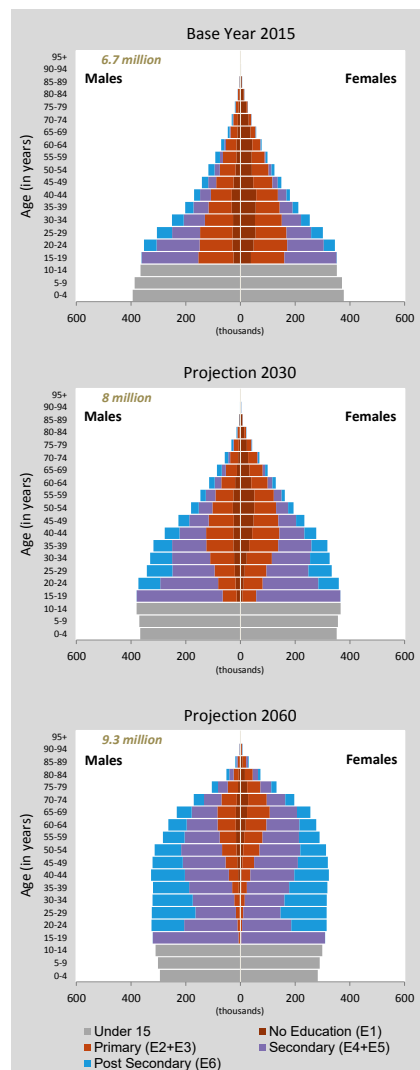 Base Year 2015
6.7 million
Males
Females
Age (in years)
95+
90-94
85-89
80-84
75-79
70-74
65-69
60-64
55-59
50-54
45-49
40-44
35-39
30-34
25-29
20-24
15-19
10-14
5-9
0-4
600 400 200 0 200 400 600
(thousands)
Projection 2030
8 million
Males
Females
Age (in years)
95+
90-94
85-89
80-84
75-79
70-74
65-69
60-64
55-59
50-54
45-49
40-44
35-39
30-34
25-29
20-24
15-19
10-14
5-9
0-4
600 400 200 0 200 400 600
(thousands)
Projection 2060
9.3 million
Males
Females
Age (in years)
95+
90-94
85-89
80-84
75-79
70-74
65-69
60-64
55-59
50-54
45-49
40-44
35-39
30-34
25-29
20-24
15-19
10-14
5-9
0-4
600 400 200 0 200 400 600
(thousands)
Under 15 No Education (E1)
Primary (E2+E3) Secondary (E4+E5)
Post Secondary (E6)